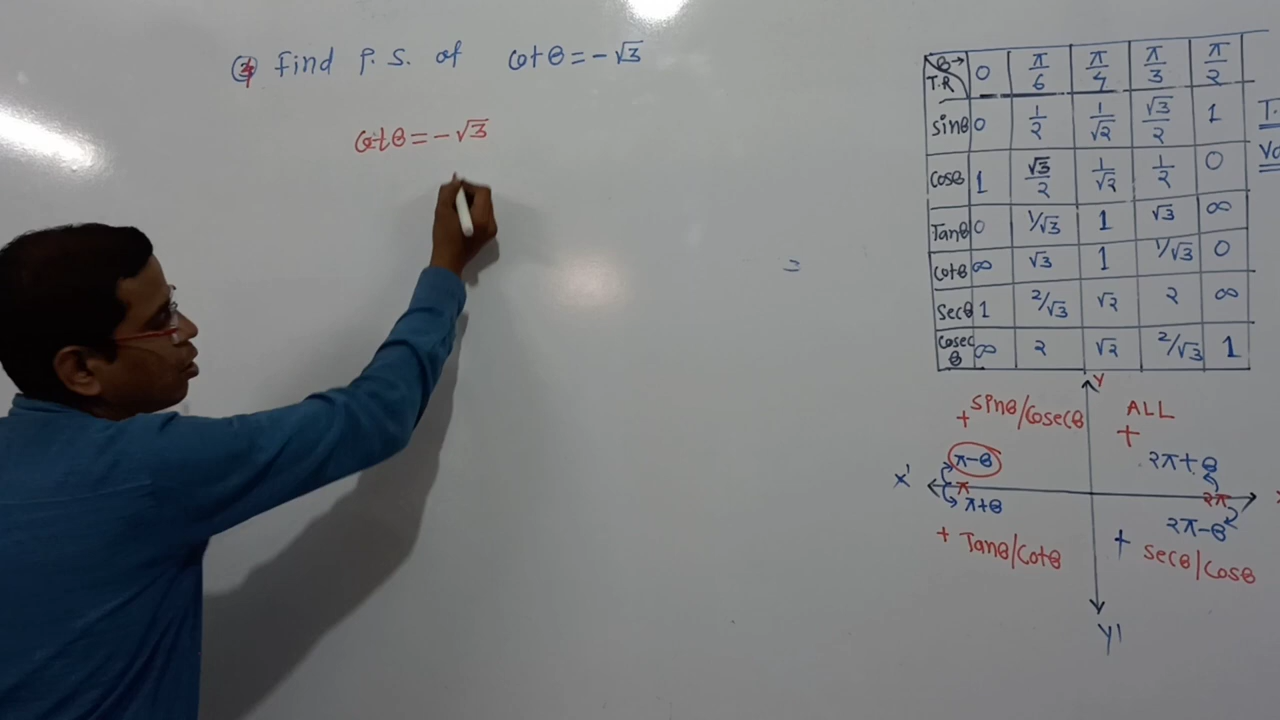 ④ Find P. S. of cotθ = -√3
cotθ = -√3
=
θ→ T.R 0 π/6 π/4 π/3 π/2
sinθ 0 1/2 1/√2 √3/2 1
cosθ 1 √3/2 1/√2 1/2 0
Tanθ 0 1/√3 1 √3 ∞
cotθ ∞ √3 1 1/√3 0
secθ 1 2/√3 √2 2 ∞
cosec θ ∞ 2 √2 2/√3 1
T.
Y
+ sinθ/cosecθ
ALL +
π-θ
2π+θ
X'
π
2π
π+θ
2π-θ
+ Tanθ/cotθ
+ secθ/cosθ
Y'